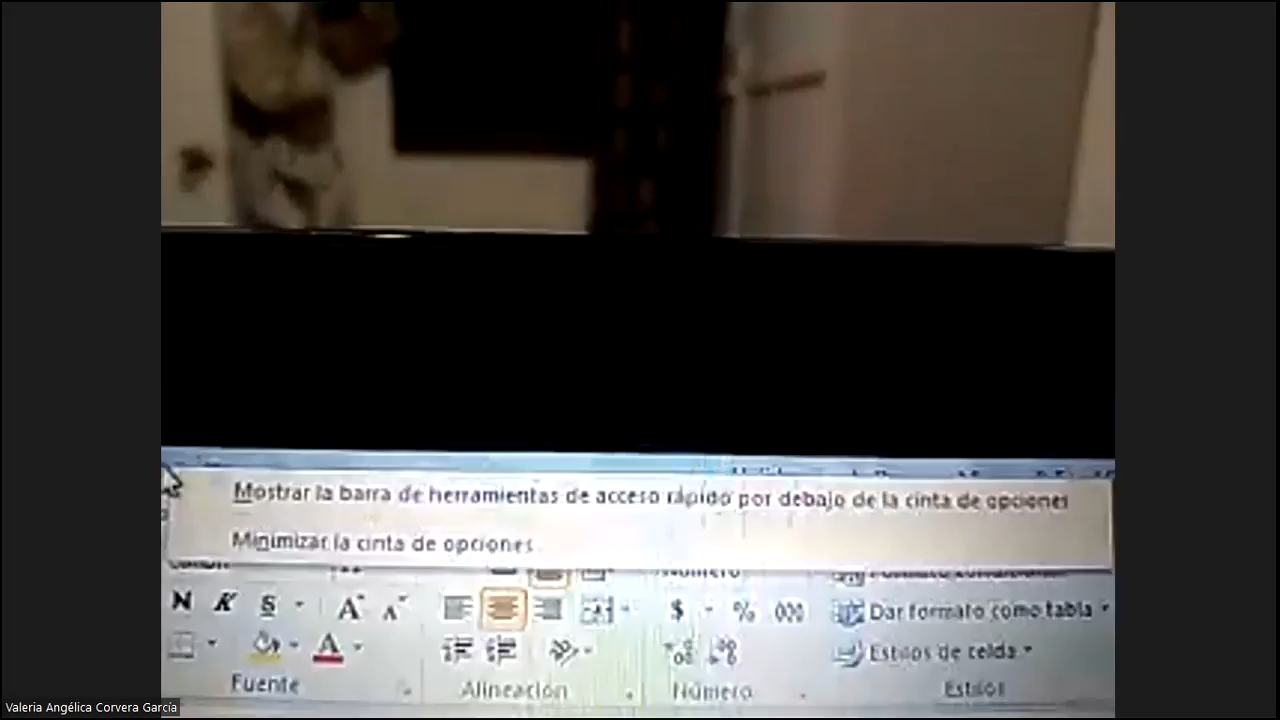 Mostrar la barra de herramientas de acceso rápido por debajo de la cinta de opciones
Minimizar la cinta de opciones
N K S A A $ % 000 Dar formato como tabla
A Estilos de celda
Fuente Alineación Número Estilos
Valeria Angélica Corvera García